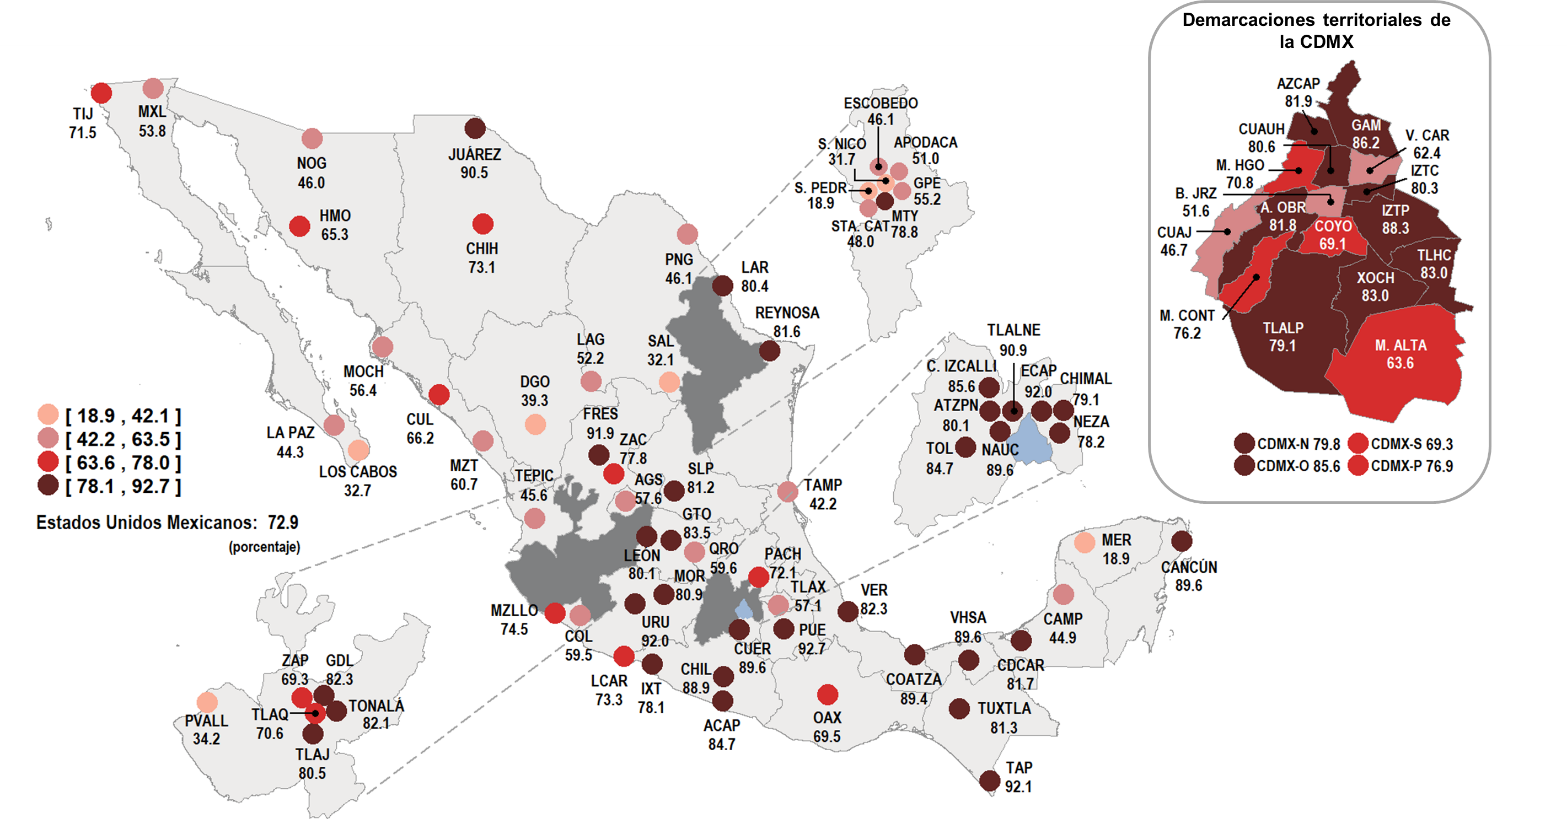 Demarcaciones territoriales de
la CDMX
AZCAP
81.9
CUAUH
80.6
GAM
86.2
V. CAR
62.4
M. HGO
70.8
IZTC
80.3
B. JRZ
51.6
A. OBR
81.8
IZTP
88.3
COYO
69.1
CUAJ
46.7
TLHC
83.0
XOCH
83.0
M. CONT
76.2
TLALP
79.1
M. ALTA
63.6
CDMX-N 79.8
CDMX-S 69.3
CDMX-O 85.6
CDMX-P 76.9
TIJ
71.5
MXL
53.8
NOG
46.0
HMO
65.3
JUÁREZ
90.5
CHIH
73.1
PNG
46.1
LAR
80.4
REYNOSA
81.6
ESCOBEDO
46.1
S. NICO
31.7
APODACA
51.0
S. PEDR
18.9
GPE
55.2
STA. CAT
48.0
MTY
78.8
MOCH
56.4
LAG
52.2
SAL
32.1
DGO
39.3
CUL
66.2
LA PAZ
44.3
LOS CABOS
32.7
MZT
60.7
FRES
91.9
ZAC
77.8
TEPIC
45.6
AGS
57.6
SLP
81.2
TAMP
42.2
GTO
83.5
LEÓN
80.1
QRO
59.6
PACH
72.1
MOR
80.9
TLAX
57.1
MZLLO
74.5
COL
59.5
URU
92.0
LCAR
73.3
IXT
78.1
CUER
89.6
PUE
92.7
VER
82.3
CHIL
88.9
ACAP
84.7
OAX
69.5
COATZA
89.4
VHSA
89.6
CDCAR
81.7
TUXTLA
81.3
TAP
92.1
CAMP
44.9
MER
18.9
CANCÚN
89.6
TLALNE
90.9
C. IZCALLI
85.6
ECAP
92.0
CHIMAL
79.1
ATZPN
80.1
NEZA
78.2
TOL
84.7
NAUC
89.6
[ 18.9 , 42.1 ]
[ 42.2 , 63.5 ]
[ 63.6 , 78.0 ]
[ 78.1 , 92.7 ]
Estados Unidos Mexicanos: 72.9
(porcentaje)
ZAP
69.3
GDL
82.3
PVALL
34.2
TLAQ
70.6
TONALÁ
82.1
TLAJ
80.5